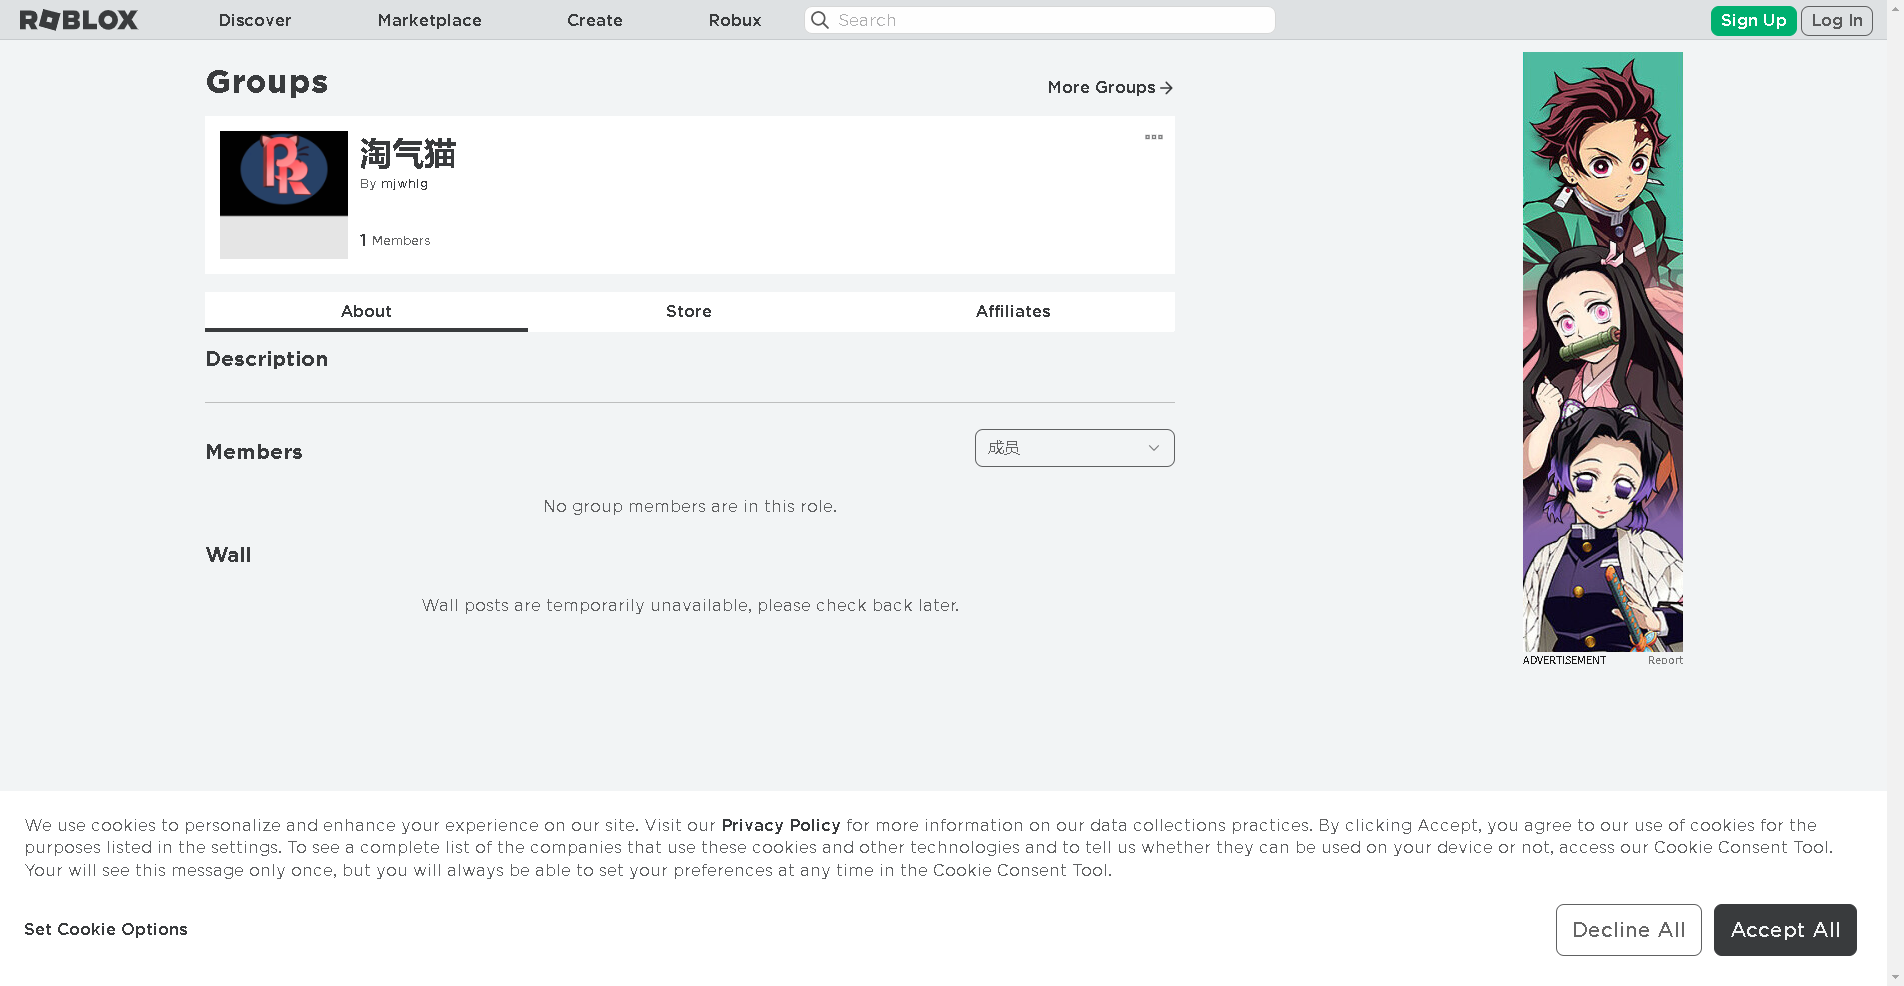 ROBLOX Discover Marketplace Create Robux Search Sign Up Log In
Groups
More Groups
PR
淘气猫
By mjwhlg
1 Members
About Store Affiliates
Description
Members
成员
No group members are in this role.
Wall
Wall posts are temporarily unavailable, please check back later.
ADVERTISEMENT Report
We use cookies to personalize and enhance your experience on our site. Visit our Privacy Policy for more information on our data collections practices. By clicking Accept, you agree to our use of cookies for the
purposes listed in the settings. To see a complete list of the companies that use these cookies and other technologies and to tell us whether they can be used on your device or not, access our Cookie Consent Tool.
Your will see this message only once, but you will always be able to set your preferences at any time in the Cookie Consent Tool.
Set Cookie Options
Decline All Accept All